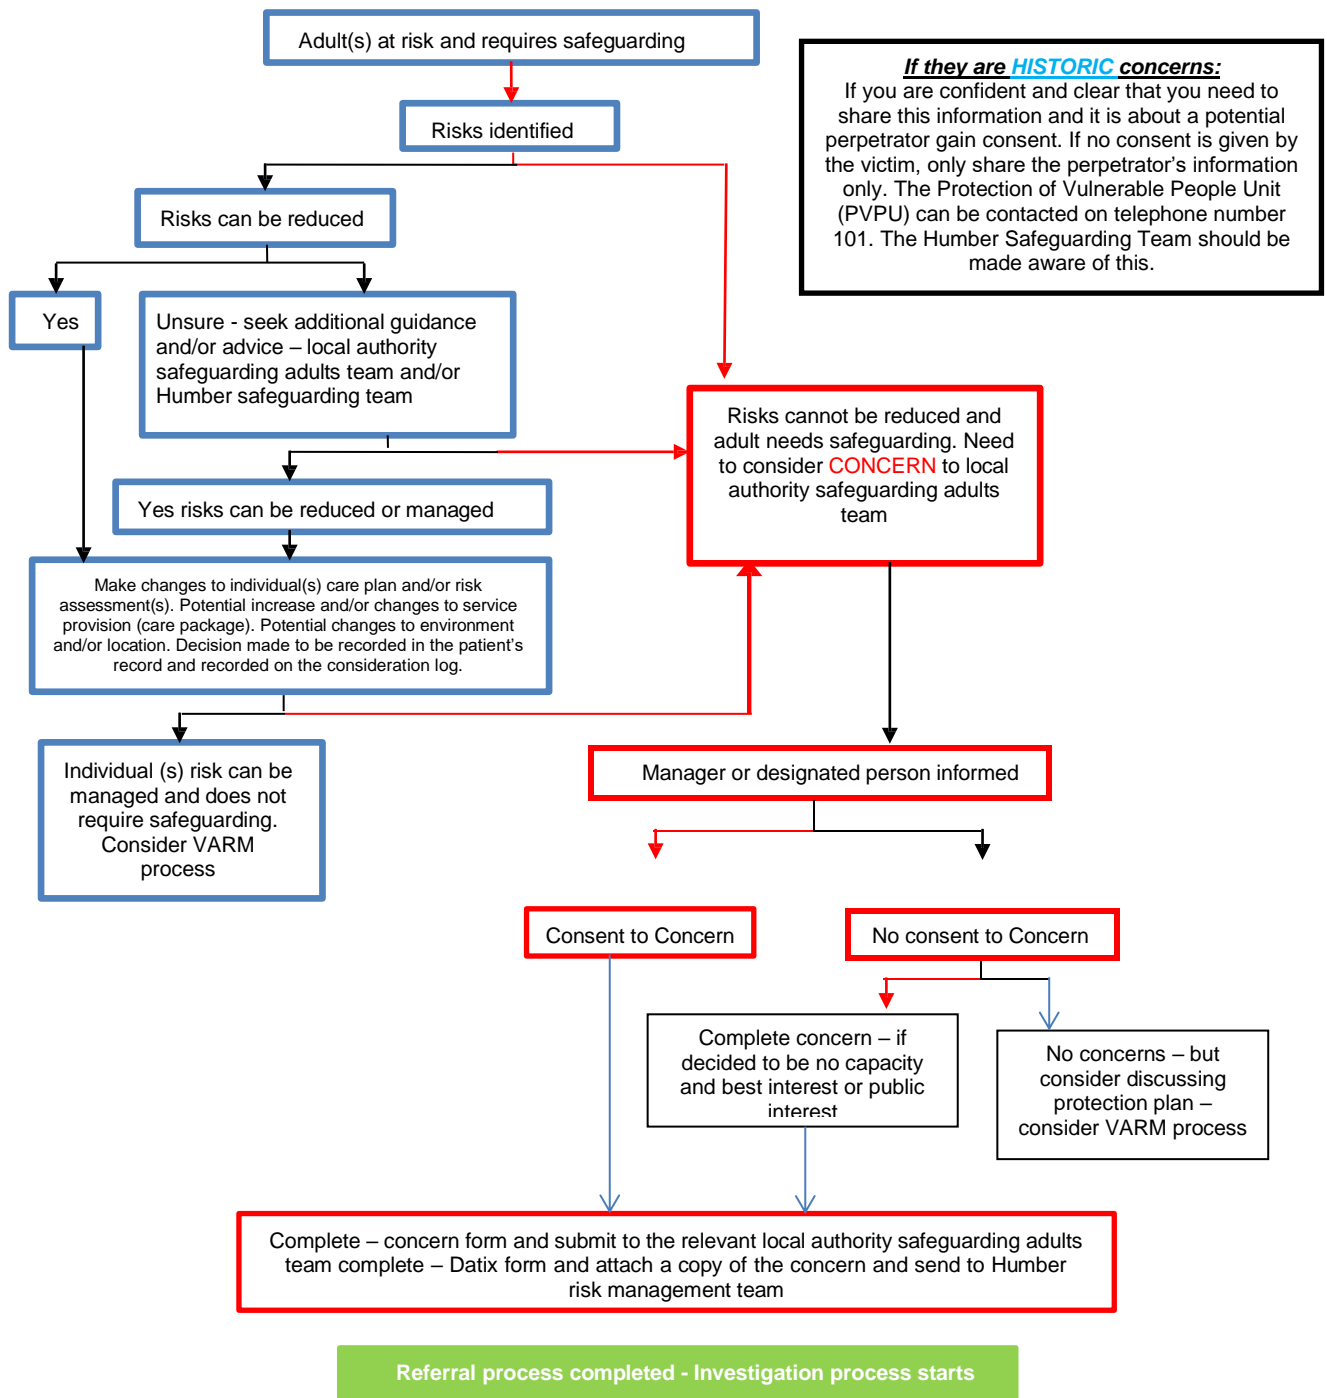 Adult(s) at risk and requires safeguarding
If they are HISTORIC concerns:
If you are confident and clear that you need to
share this information and it is about a potential
perpetrator gain consent. If no consent is given by
the victim, only share the perpetrator’s information
only. The Protection of Vulnerable People Unit
(PVPU) can be contacted on telephone number
101. The Humber Safeguarding Team should be
made aware of this.
Risks identified
Risks can be reduced
Yes
Unsure - seek additional guidance
and/or advice – local authority
safeguarding adults team and/or
Humber safeguarding team
Risks cannot be reduced and
adult needs safeguarding. Need
to consider CONCERN to local
authority safeguarding adults
team
Yes risks can be reduced or managed
Make changes to individual(s) care plan and/or risk
assessment(s). Potential increase and/or changes to service
provision (care package). Potential changes to environment
and/or location. Decision made to be recorded in the patient’s
record and recorded on the consideration log.
Individual (s) risk can be
managed and does not
require safeguarding.
Consider VARM
process
Manager or designated person informed
Consent to Concern
No consent to Concern
Complete concern – if
decided to be no capacity
and best interest or public
interest
No concerns – but
consider discussing
protection plan –
consider VARM process
Complete – concern form and submit to the relevant local authority safeguarding adults
team complete – Datix form and attach a copy of the concern and send to Humber
risk management team
Referral process completed - Investigation process starts